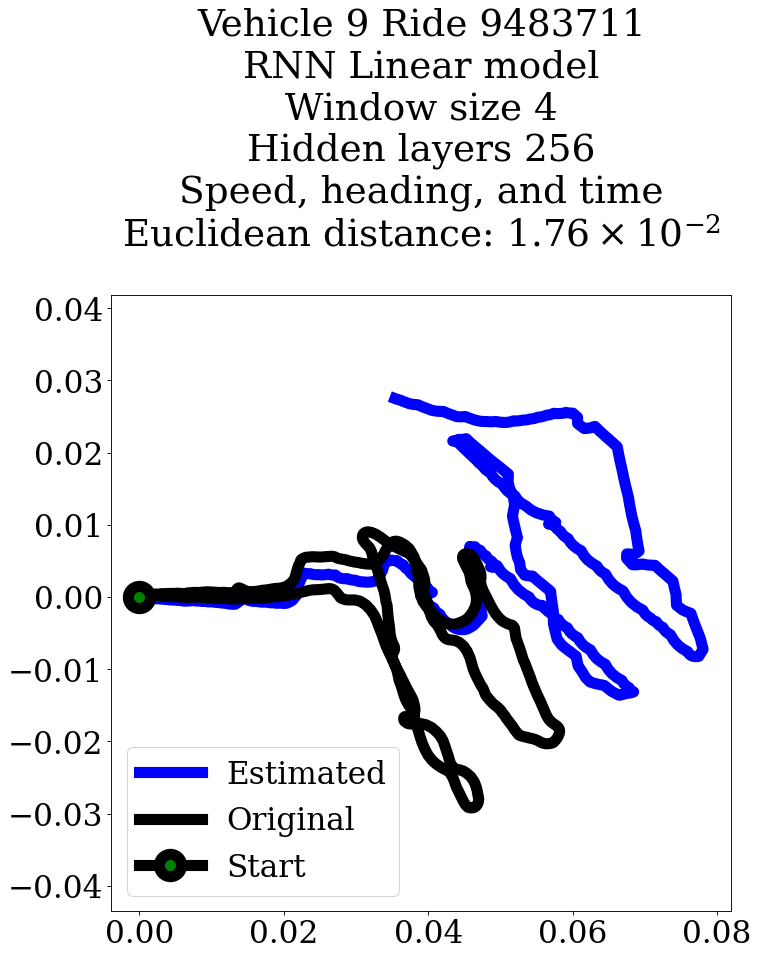 Vehicle 9 Ride 9483711
RNN Linear model
Window size 4
Hidden layers 256
Speed, heading, and time
Euclidean distance: 1.76 × 10⁻²
0.04
0.03
0.02
0.01
0.00
−0.01
−0.02
−0.03
−0.04
Estimated
Original
Start
0.00 0.02 0.04 0.06 0.08